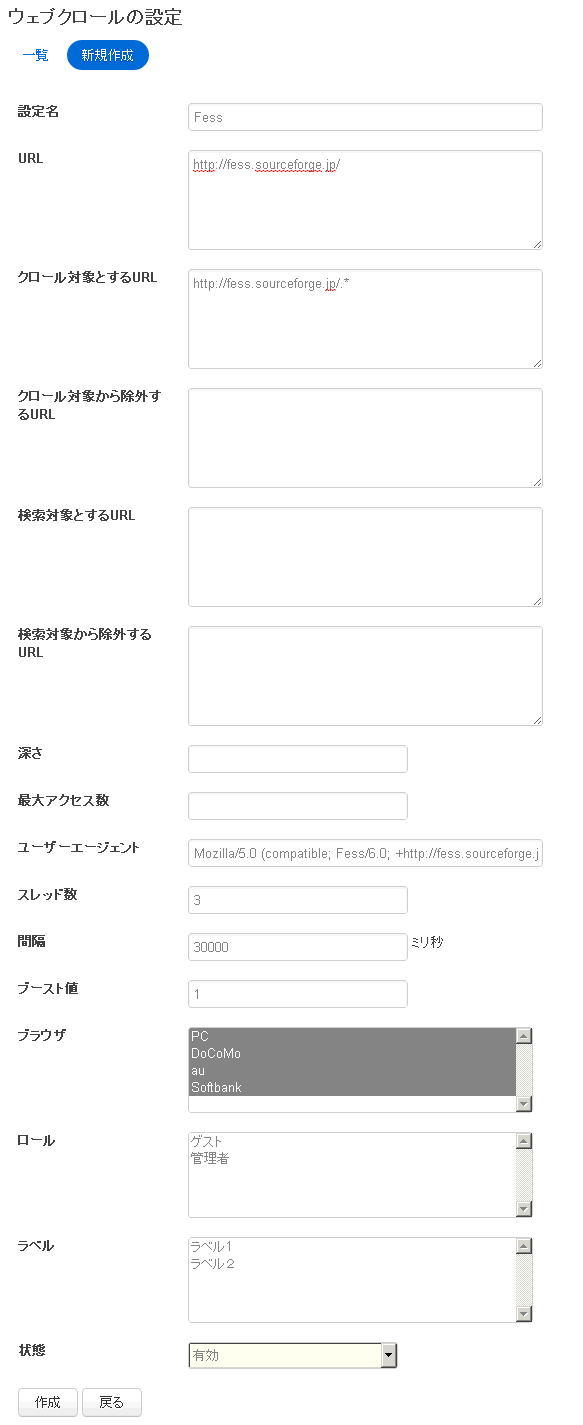 ウェブクロールの設定
一覧 新規作成
設定名 Fess
URL http://fess.sourceforge.jp/
クロール対象とするURL http://fess.sourceforge.jp/.*
クロール対象から除外す
るURL
検索対象とするURL
検索対象から除外する
URL
深さ
最大アクセス数
ユーザーエージェント Mozilla/5.0 (compatible; Fess/6.0; +http://fess.sourceforge.j
スレッド数 3
間隔 30000 ミリ秒
ブースト値 1
ブラウザ PC
DoCoMo
au
Softbank
ロール ゲスト
管理者
ラベル ラベル1
ラベル２
状態 有効
作成 戻る